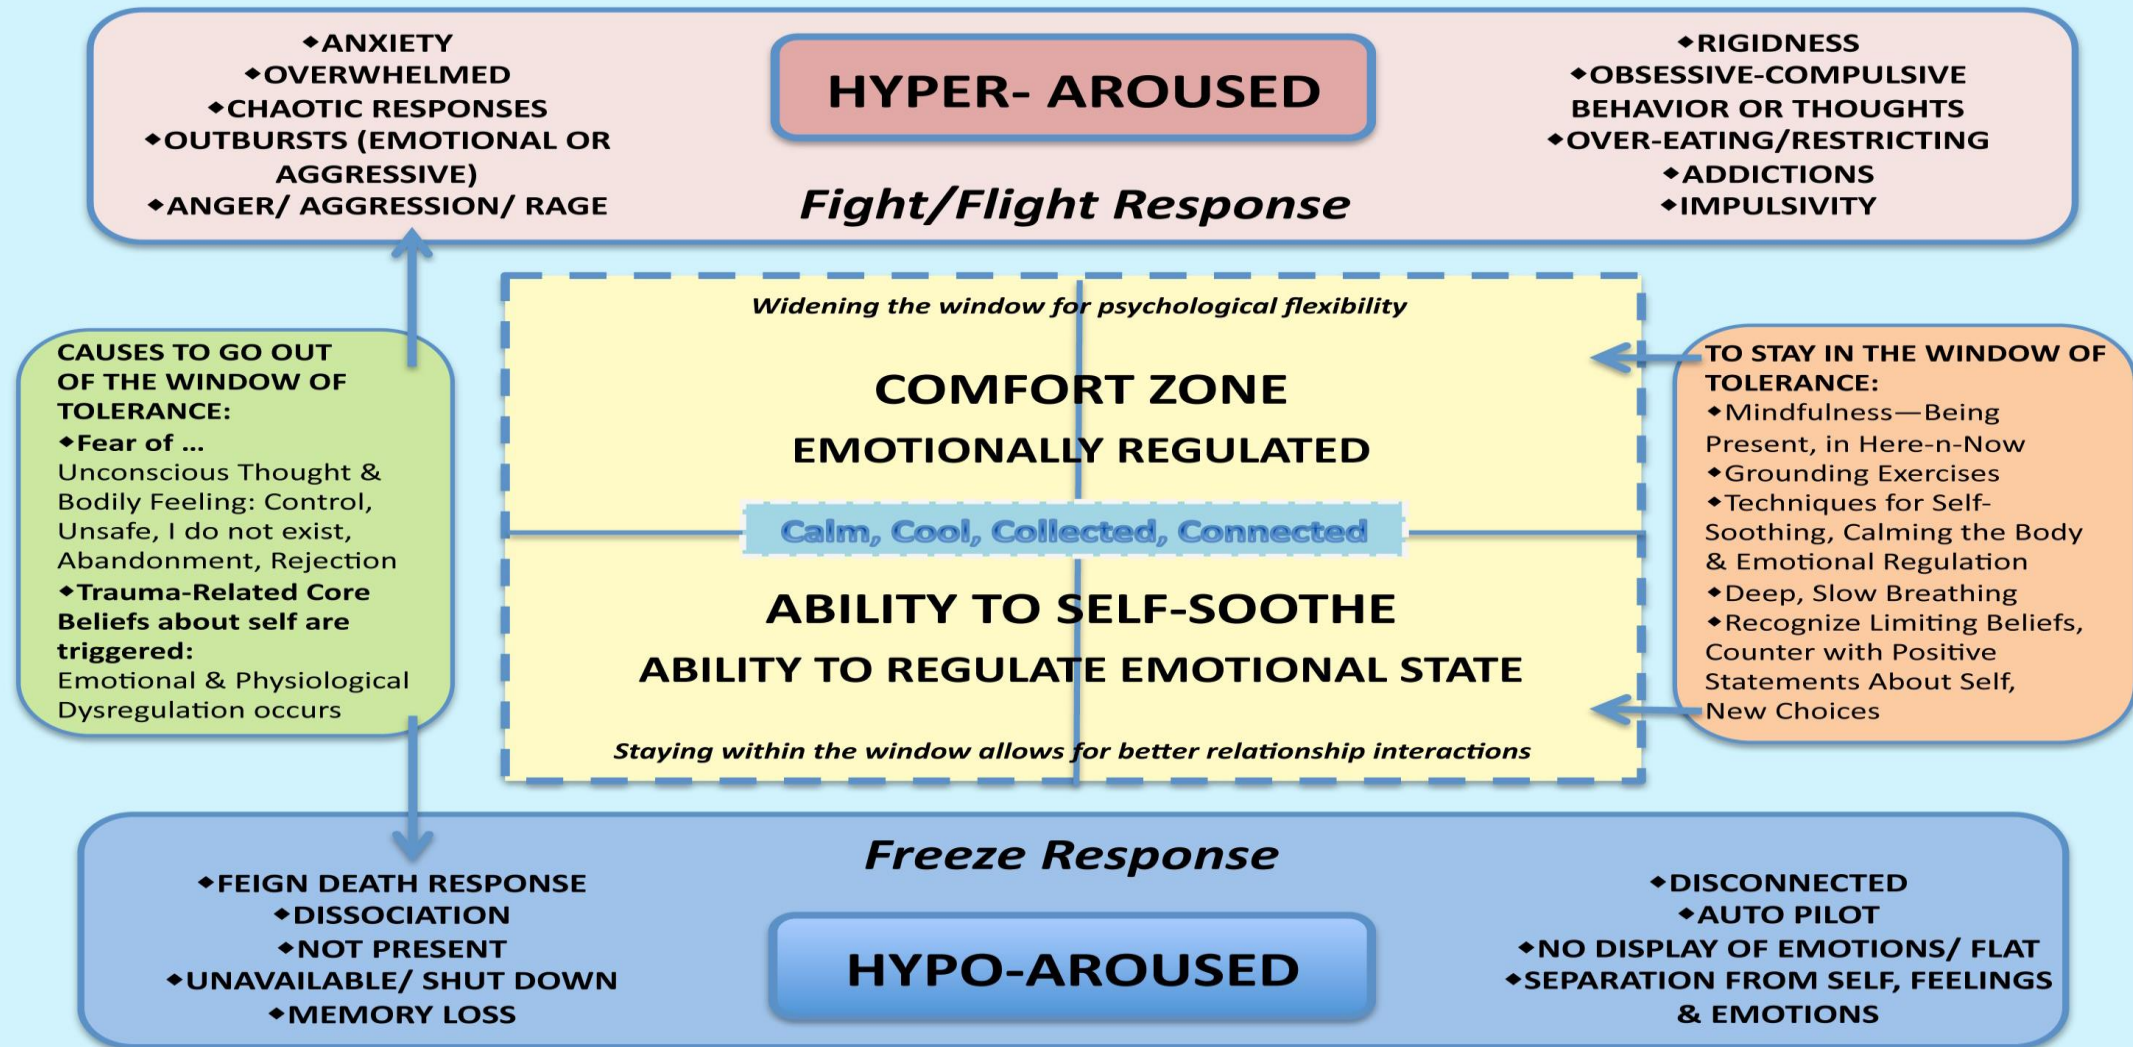 ◆ANXIETY
◆OVERWHELMED
◆CHAOTIC RESPONSES
◆OUTBURSTS (EMOTIONAL OR
AGGRESSIVE)
◆ANGER/ AGGRESSION/ RAGE
HYPER- AROUSED
Fight/Flight Response
◆RIGIDNESS
◆OBSESSIVE-COMPULSIVE
BEHAVIOR OR THOUGHTS
◆OVER-EATING/RESTRICTING
◆ADDICTIONS
◆IMPULSIVITY
CAUSES TO GO OUT
OF THE WINDOW OF
TOLERANCE:
◆Fear of ...
Unconscious Thought &
Bodily Feeling: Control,
Unsafe, I do not exist,
Abandonment, Rejection
◆Trauma-Related Core
Beliefs about self are
triggered:
Emotional & Physiological
Dysregulation occurs
Widening the window for psychological flexibility
COMFORT ZONE
EMOTIONALLY REGULATED
Calm, Cool, Collected, Connected
ABILITY TO SELF-SOOTHE
ABILITY TO REGULATE EMOTIONAL STATE
Staying within the window allows for better relationship interactions
TO STAY IN THE WINDOW OF
TOLERANCE:
◆Mindfulness—Being
Present, in Here-n-Now
◆Grounding Exercises
◆Techniques for Self-
Soothing, Calming the Body
& Emotional Regulation
◆Deep, Slow Breathing
◆Recognize Limiting Beliefs,
Counter with Positive
Statements About Self,
New Choices
◆FEIGN DEATH RESPONSE
◆DISSOCIATION
◆NOT PRESENT
◆UNAVAILABLE/ SHUT DOWN
◆MEMORY LOSS
Freeze Response
HYPO-AROUSED
◆DISCONNECTED
◆AUTO PILOT
◆NO DISPLAY OF EMOTIONS/ FLAT
◆SEPARATION FROM SELF, FEELINGS
& EMOTIONS